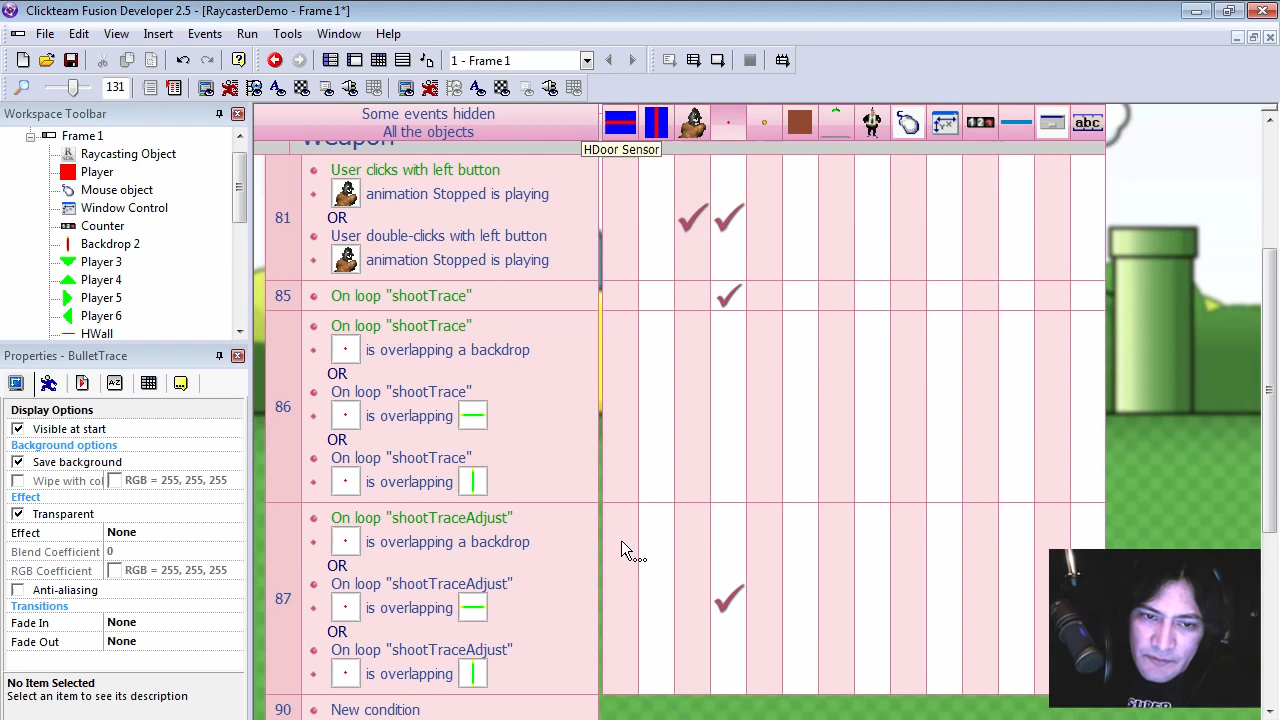 Clickteam Fusion Developer 2.5 - [RaycasterDemo - Frame 1*]
File Edit View Insert Events Run Tools Window Help
1 - Frame 1
131
Workspace Toolbar
Frame 1
Raycasting Object
Player
Mouse object
Window Control
Counter
Backdrop 2
Player 3
Player 4
Player 5
Player 6
HWall
Properties - BulletTrace
Display Options
Visible at start
Background options
Save background
Wipe with col RGB = 255, 255, 255
Effect
Transparent
Effect None
Blend Coefficient 0
RGB Coefficient RGB = 255, 255, 255
Anti-aliasing
Transitions
Fade In None
Fade Out None
No Item Selected
Select an item to see its description
Some events hidden
All the objects
abc
HDoor Sensor
Weapon
81
User clicks with left button
animation Stopped is playing
OR
User double-clicks with left button
animation Stopped is playing
85
On loop "shootTrace"
86
On loop "shootTrace"
is overlapping a backdrop
OR
On loop "shootTrace"
is overlapping
OR
On loop "shootTrace"
is overlapping
87
On loop "shootTraceAdjust"
is overlapping a backdrop
OR
On loop "shootTraceAdjust"
is overlapping
OR
On loop "shootTraceAdjust"
is overlapping
90 New condition